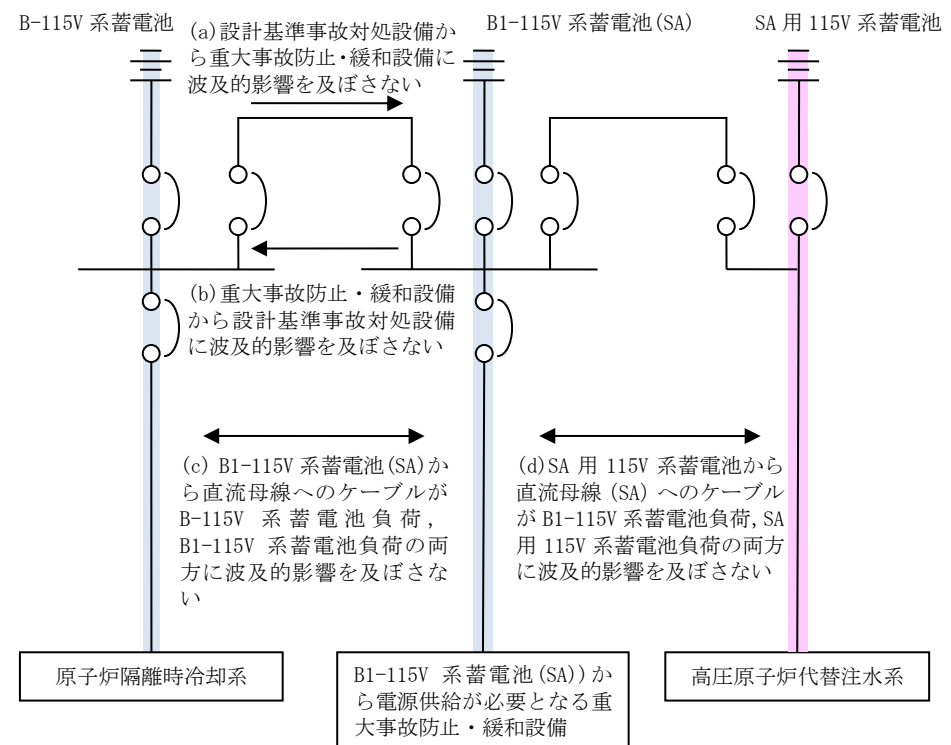 B-115V 系蓄電池
(a)設計基準事故対処設備か
ら重大事故防止・緩和設備に
波及的影響を及ぼさない
B1-115V 系蓄電池(SA)
SA 用 115V 系蓄電池
(b)重大事故防止・緩和設備
から設計基準事故対処設備
に波及的影響を及ぼさない
(c) B1-115V 系蓄電池(SA)か
ら直流母線へのケーブルが
B-115V 系蓄電池負荷,
B1-115V 系蓄電池負荷の両
方に波及的影響を及ぼさな
い
(d)SA 用 115V 系蓄電池から
直流母線 (SA) へのケーブル
が B1-115V 系蓄電池負荷,SA
用 115V 系蓄電池負荷の両方
に波及的影響を及ぼさない
原子炉隔離時冷却系
B1-115V 系蓄電池(SA))か
ら電源供給が必要となる重
大事故防止・緩和設備
高圧原子炉代替注水系